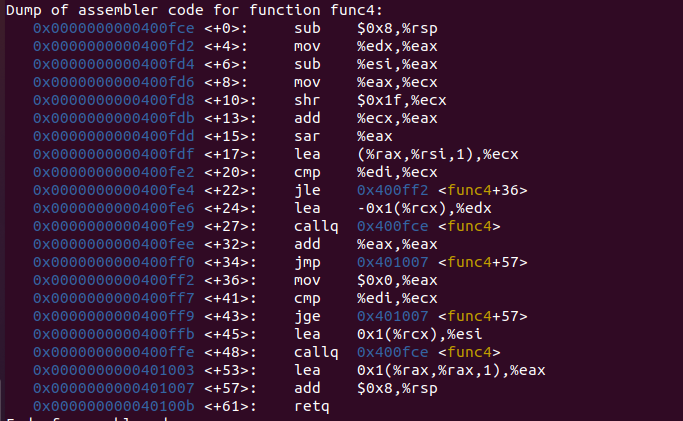 Dump of assembler code for function func4:
0x0000000000400fce <+0>: sub $0x8,%rsp
0x0000000000400fd2 <+4>: mov %edx,%eax
0x0000000000400fd4 <+6>: sub %esi,%eax
0x0000000000400fd6 <+8>: mov %eax,%ecx
0x0000000000400fd8 <+10>: shr $0x1f,%ecx
0x0000000000400fdb <+13>: add %ecx,%eax
0x0000000000400fdd <+15>: sar %eax
0x0000000000400fdf <+17>: lea (%rax,%rsi,1),%ecx
0x0000000000400fe2 <+20>: cmp %edi,%ecx
0x0000000000400fe4 <+22>: jle 0x400ff2 <func4+36>
0x0000000000400fe6 <+24>: lea -0x1(%rcx),%edx
0x0000000000400fe9 <+27>: callq 0x400fce <func4>
0x0000000000400fee <+32>: add %eax,%eax
0x0000000000400ff0 <+34>: jmp 0x401007 <func4+57>
0x0000000000400ff2 <+36>: mov $0x0,%eax
0x0000000000400ff7 <+41>: cmp %edi,%ecx
0x0000000000400ff9 <+43>: jge 0x401007 <func4+57>
0x0000000000400ffb <+45>: lea 0x1(%rcx),%esi
0x0000000000400ffe <+48>: callq 0x400fce <func4>
0x0000000000401003 <+53>: lea 0x1(%rax,%rax,1),%eax
0x0000000000401007 <+57>: add $0x8,%rsp
0x000000000040100b <+61>: retq